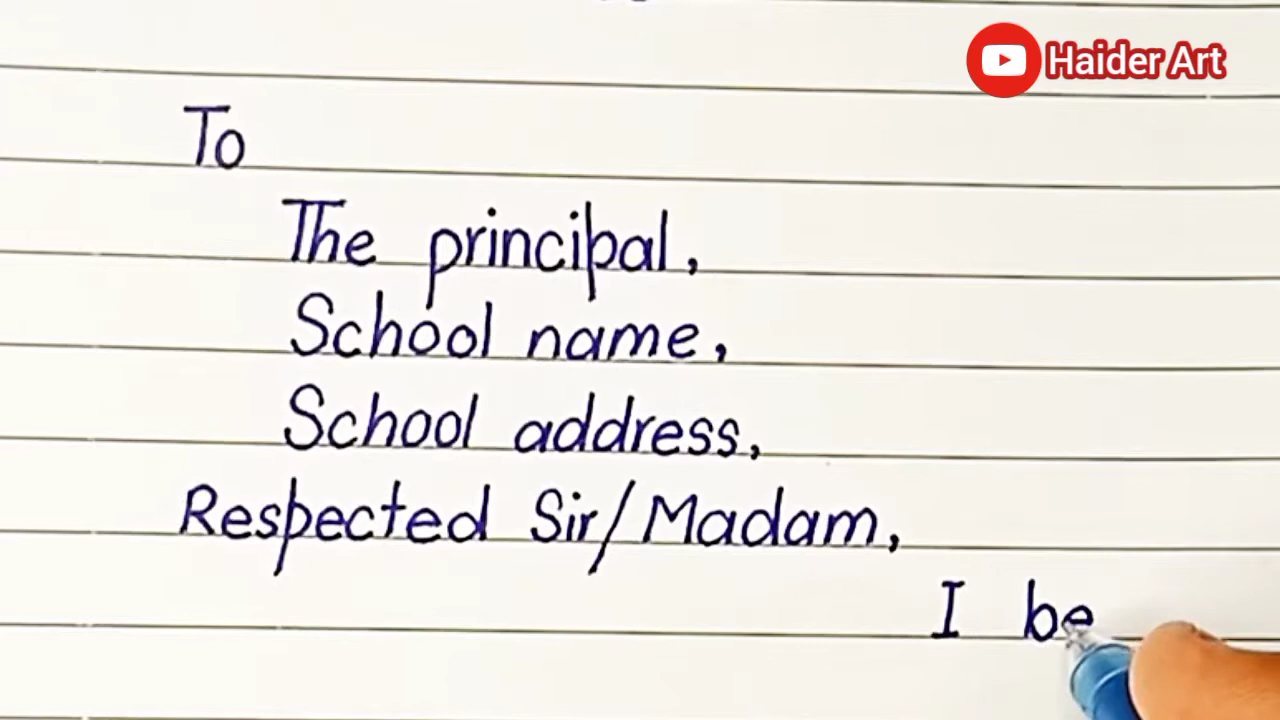 Haider Art
To
The principal,
School name,
School address,
Respected Sir/Madam,
I be